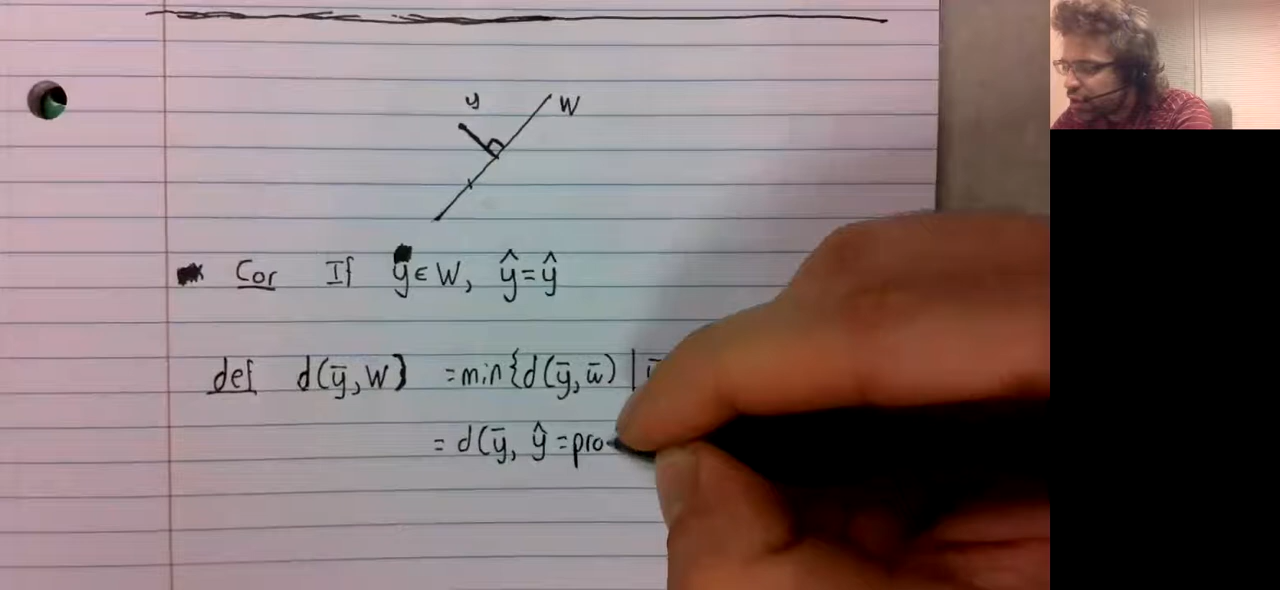 y W
Cor If y ∈ W, ŷ = ŷ
def d(ȳ, W} = min{d(ȳ, w̄) |
= d(ȳ, ŷ = pro